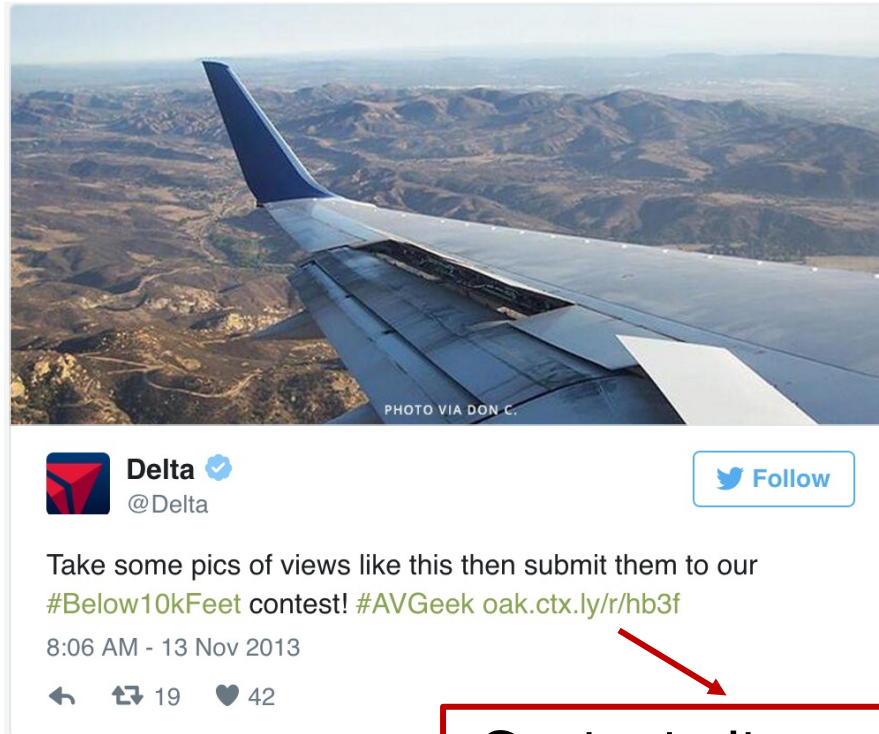 PHOTO VIA DON C.
Delta
@Delta
Follow
Take some pics of views like this then submit them to our
#Below10kFeet contest! #AVGeek oak.ctx.ly/r/hb3f
8:06 AM - 13 Nov 2013
19 42